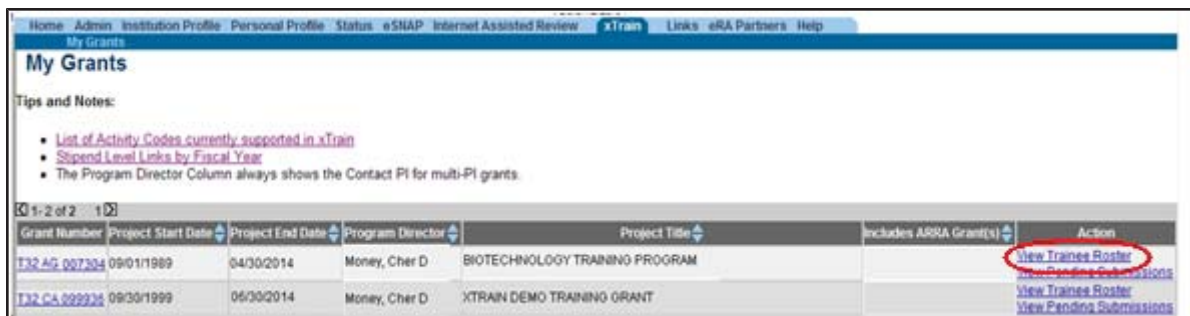 Home Admin Institution Profile Personal Profile Status eSNAP Internet Assisted Review xTrain Links eRA Partners Help
My Grants
My Grants
Tips and Notes:
List of Activity Codes currently supported in xTrain
Stipend Level Links by Fiscal Year
The Program Director Column always shows the Contact PI for multi-PI grants.
1-2 of 2 1
Grant Number Project Start Date Project End Date Program Director Project Title Includes ARRA Grant(s) Action
T32 AG 007304 09/01/1989 04/30/2014 Money, Cher D BIOTECHNOLOGY TRAINING PROGRAM View Trainee Roster
View Pending Submissions
T32 CA 099936 09/30/1999 06/30/2014 Money, Cher D XTRAIN DEMO TRAINING GRANT View Trainee Roster
View Pending Submissions